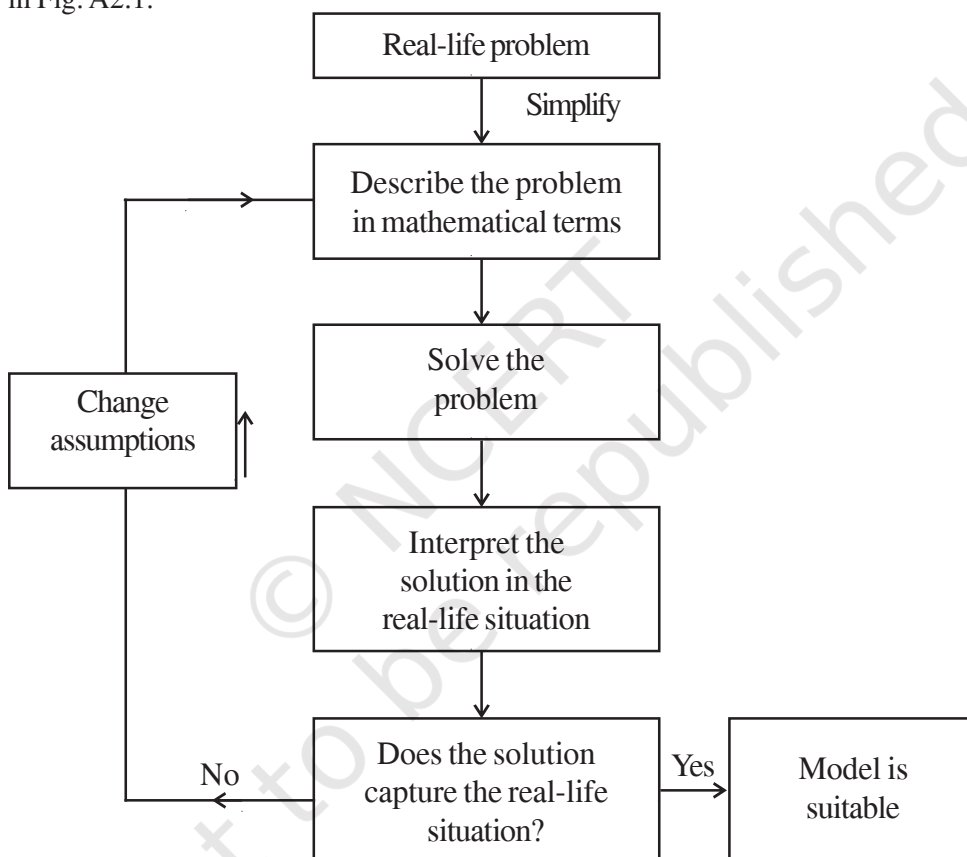 in Fig. A2.1.
Real-life problem
Simplify
Describe the problem
in mathematical terms
Solve the
problem
Change
assumptions
Interpret the
solution in the
real-life situation
Does the solution
capture the real-life
situation?
No
Yes
Model is
suitable
© NCERT
t to be republished